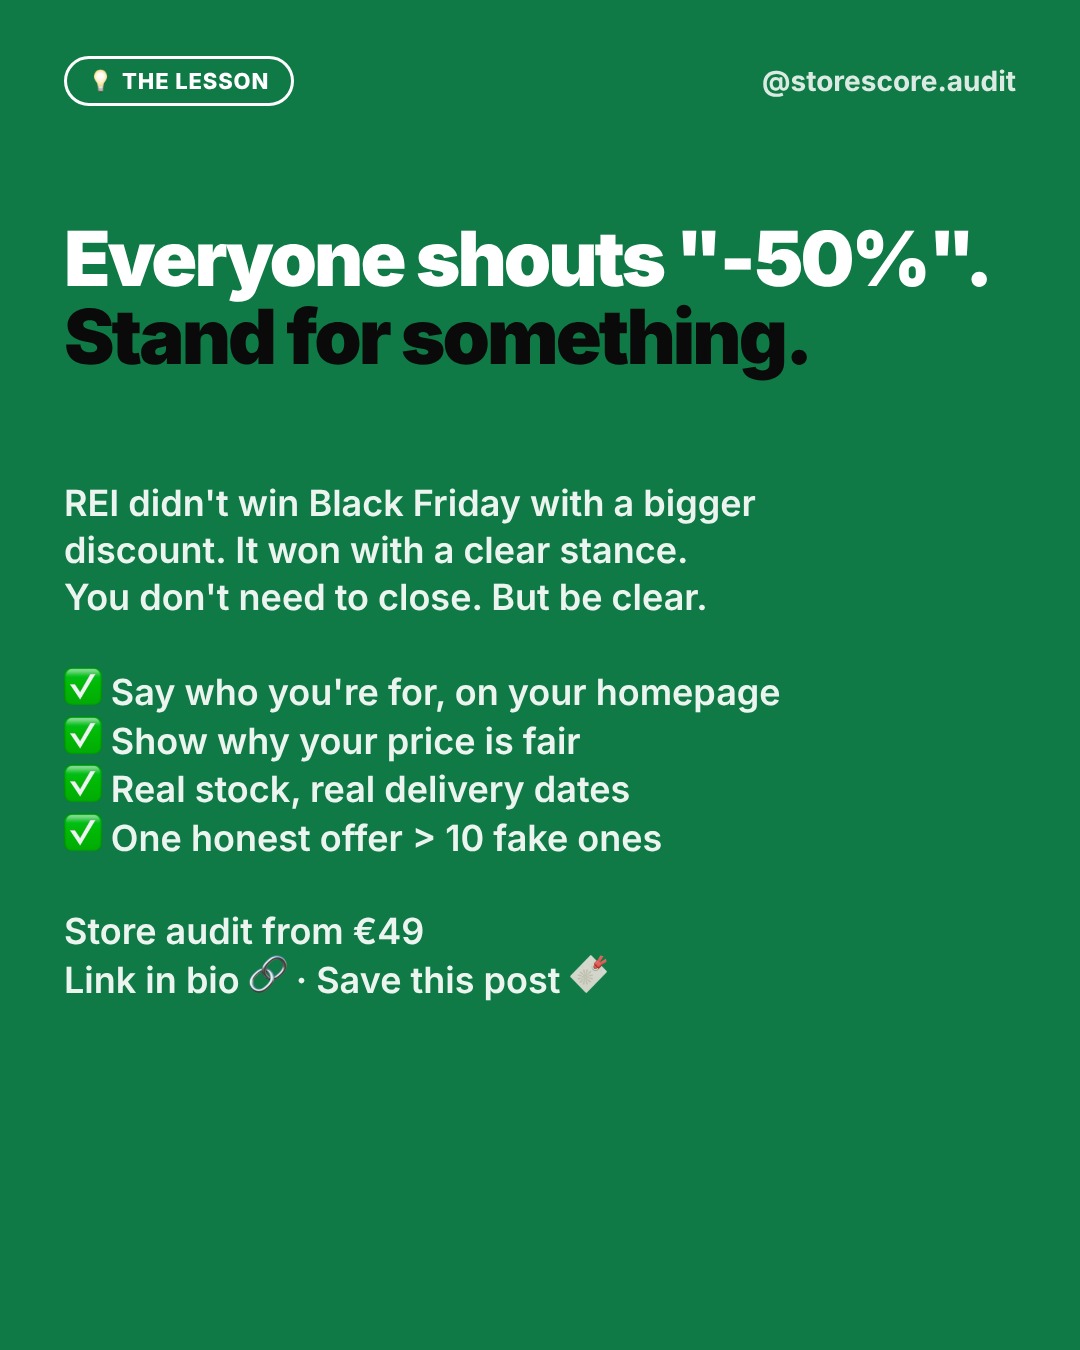 💡 THE LESSON
@storescore.audit
Everyone shouts "-50%".
Stand for something.
REI didn't win Black Friday with a bigger
discount. It won with a clear stance.
You don't need to close. But be clear.
✅ Say who you're for, on your homepage
✅ Show why your price is fair
✅ Real stock, real delivery dates
✅ One honest offer > 10 fake ones
Store audit from €49
Link in bio 🔗 · Save this post 📌